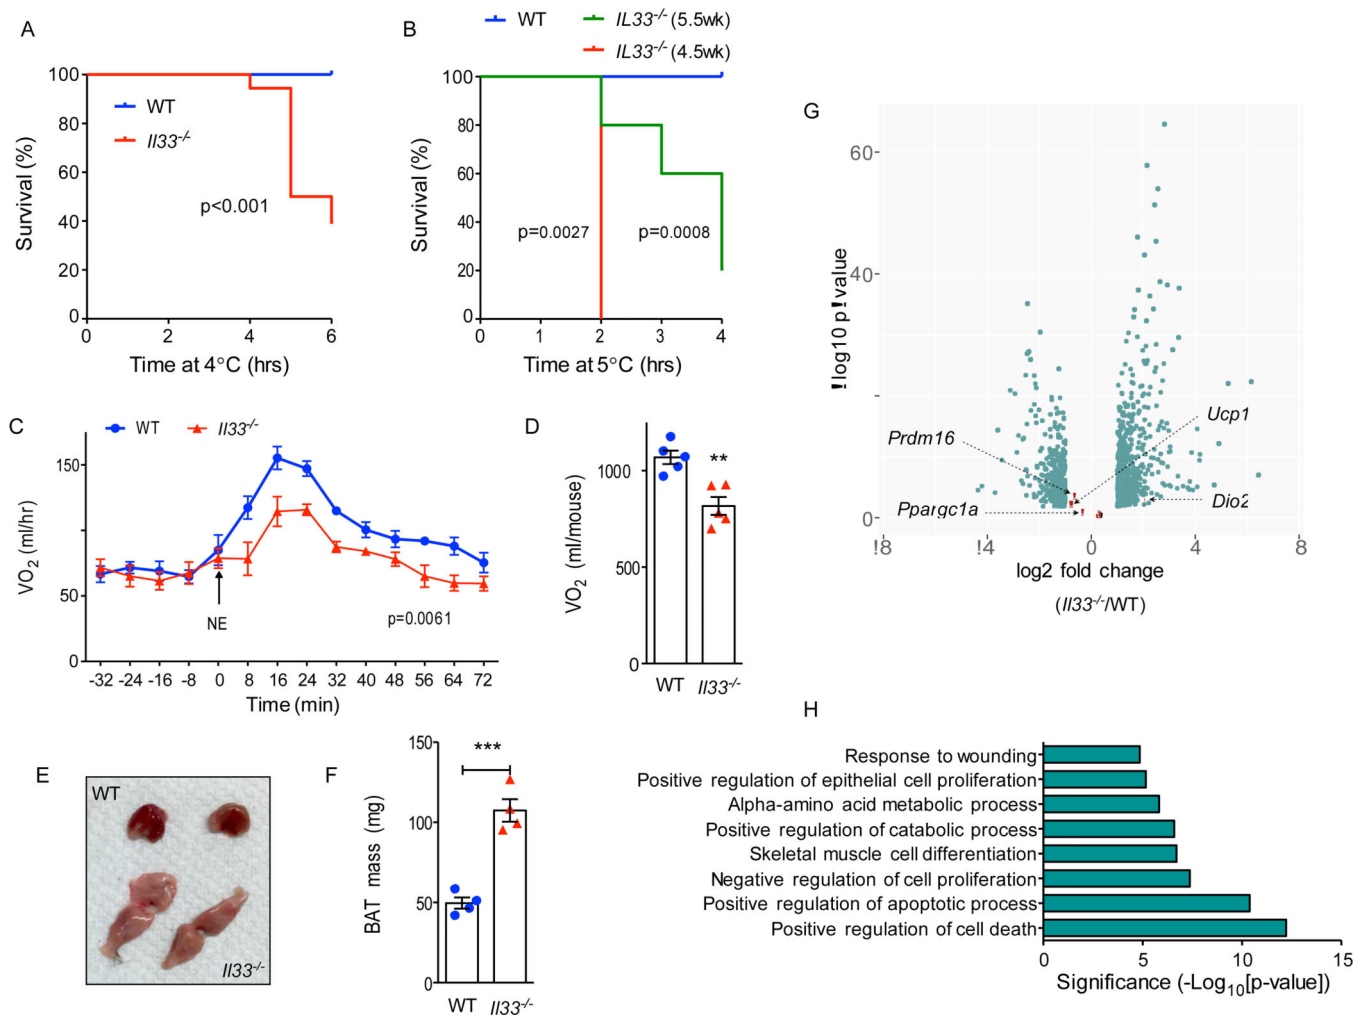 A
WT
Il33-/-
p<0.001
Survival (%)
100
80
60
40
20
0
0 2 4 6
Time at 4°C (hrs)
B
WT
IL33-/- (5.5wk)
IL33-/- (4.5wk)
Survival (%)
100
80
60
40
20
0
p=0.0027
p=0.0008
0 1 2 3 4
Time at 5°C (hrs)
C
WT
Il33-/-
VO2 (ml/hr)
150
50
0
NE
p=0.0061
-32 -24 -16 -8 0 8 16 24 32 40 48 56 64 72
Time (min)
D
VO2 (ml/mouse)
1000
500
0
**
WT Il33-/-
E
WT
Il33-/-
F
BAT mass (mg)
150
100
50
0
***
WT Il33-/-
G
!log10 p!value
60
40
0
Prdm16
Ucp1
Ppargc1a
Dio2
18 14 0 4 8
log2 fold change
(Il33-/-/WT)
H
Response to wounding
Positive regulation of epithelial cell proliferation
Alpha-amino acid metabolic process
Positive regulation of catabolic process
Skeletal muscle cell differentiation
Negative regulation of cell proliferation
Positive regulation of apoptotic process
Positive regulation of cell death
0 5 10 15
Significance (-Log10[p-value])